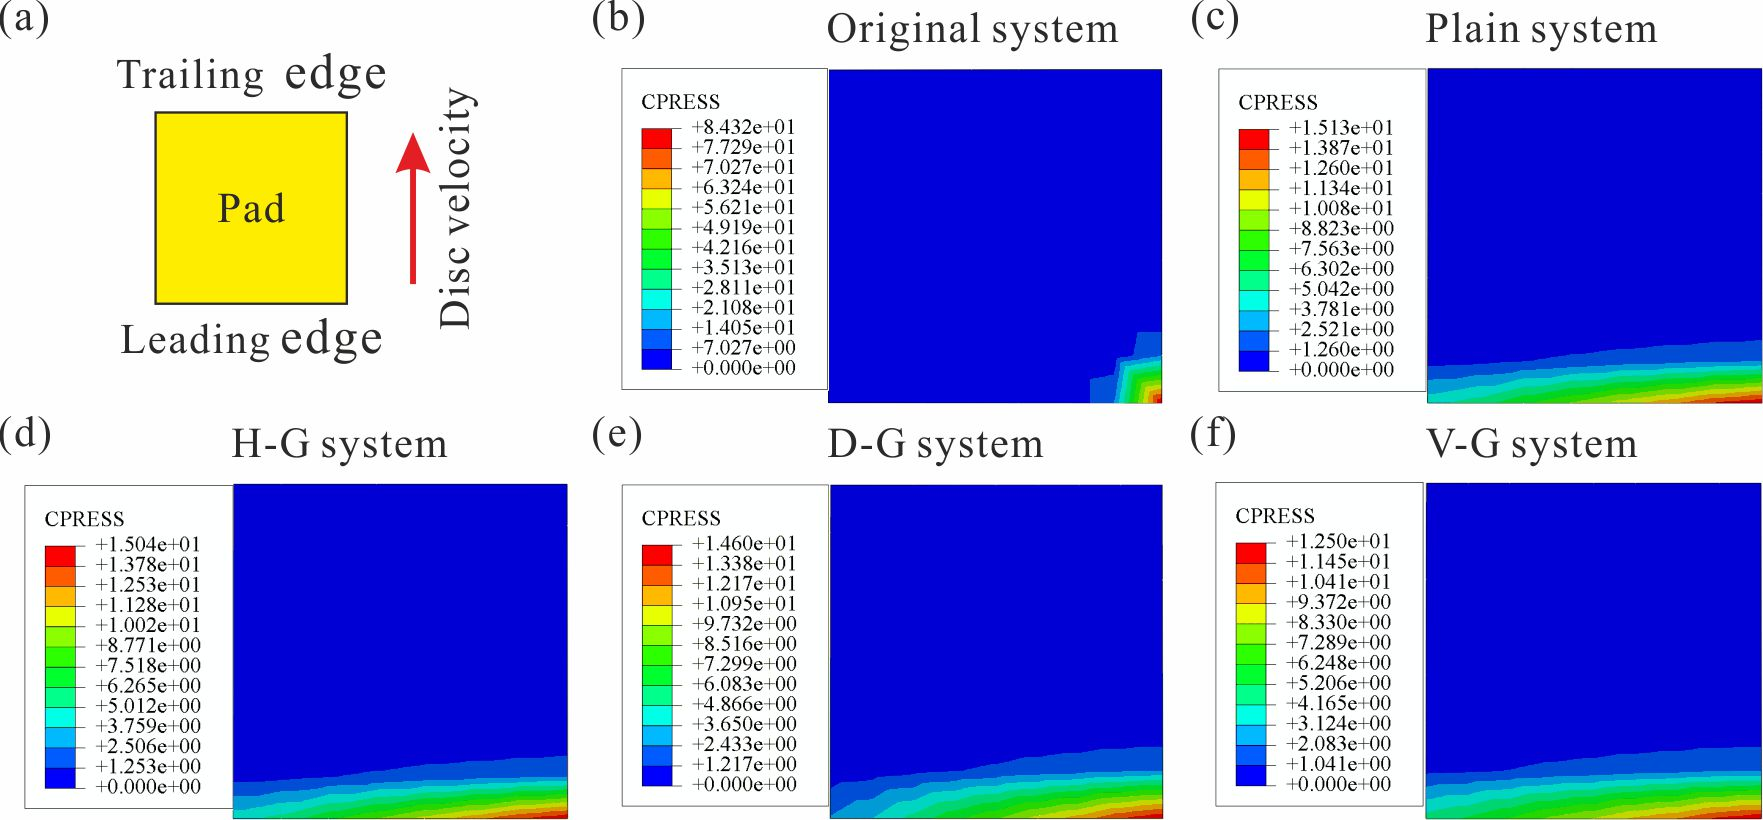 (a)
Trailing edge
Pad
Leading edge
Disc velocity
(b)
Original system
CPRESS
+8.432e+01
+7.729e+01
+7.027e+01
+6.324e+01
+5.621e+01
+4.919e+01
+4.216e+01
+3.513e+01
+2.811e+01
+2.108e+01
+1.405e+01
+7.027e+00
+0.000e+00
(c)
Plain system
CPRESS
+1.513e+01
+1.387e+01
+1.260e+01
+1.134e+01
+1.008e+01
+8.823e+00
+7.563e+00
+6.302e+00
+5.042e+00
+3.781e+00
+2.521e+00
+1.260e+00
+0.000e+00
(d)
H-G system
CPRESS
+1.504e+01
+1.378e+01
+1.253e+01
+1.128e+01
+1.002e+01
+8.771e+00
+7.518e+00
+6.265e+00
+5.012e+00
+3.759e+00
+2.506e+00
+1.253e+00
+0.000e+00
(e)
D-G system
CPRESS
+1.460e+01
+1.338e+01
+1.217e+01
+1.095e+01
+9.732e+00
+8.516e+00
+7.299e+00
+6.083e+00
+4.866e+00
+3.650e+00
+2.433e+00
+1.217e+00
+0.000e+00
(f)
V-G system
CPRESS
+1.250e+01
+1.145e+01
+1.041e+01
+9.372e+00
+8.330e+00
+7.289e+00
+6.248e+00
+5.206e+00
+4.165e+00
+3.124e+00
+2.083e+00
+1.041e+00
+0.000e+00